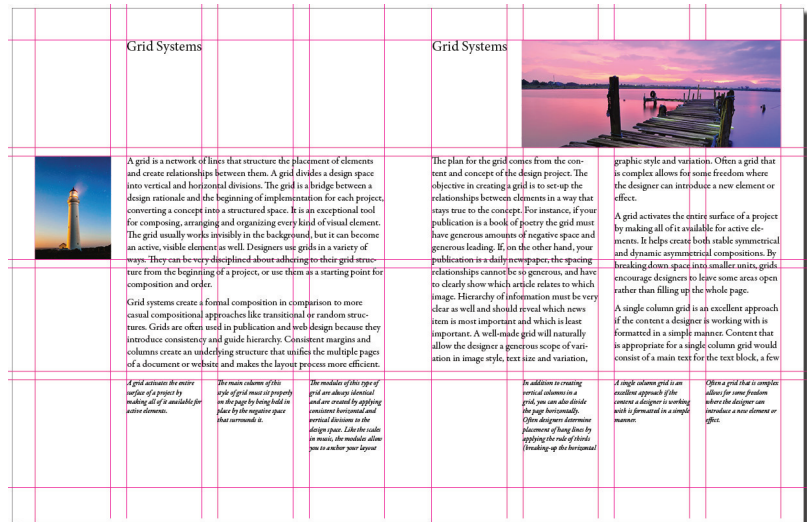 Grid Systems
A grid is a network of lines that structure the placement of elements
and create relationships between them. A grid divides a design space
into vertical and horizontal divisions. The grid is a bridge between a
design rationale and the beginning of implementation for each project,
converting a concept into a structured space. It is an exceptional tool
for composing, arranging and organizing every kind of visual element.
The grid usually works invisibly in the background, but it can become
an active, visible element as well. Designers use grids in a variety of
ways. They can be very disciplined about adhering to their grid struc-
ture from the beginning of a project, or use them as a starting point for
composition and order.
Grid systems create a formal composition in comparison to more
casual compositional approaches like transitional or random struc-
tures. Grids are often used in publication and web design because they
introduce consistency and guide hierarchy. Consistent margins and
columns create an underlying structure that unifies the multiple pages
of a document or website and makes the layout process more efficient.
A grid activates the entire
surface of a project by
making all of it available for
active elements.
The main column of this
style of grid must sit properly
on the page by being held in
place by the negative space
that surrounds it.
The modules of this type of
grid are always identical
and are created by applying
consistent horizontal and
vertical divisions to the
design space. Like the scales
in music, the modules allow
you to anchor your layout
Grid Systems
The plan for the grid comes from the con-
tent and concept of the design project. The
objective in creating a grid is to set-up the
relationships between elements in a way that
stays true to the concept. For instance, if your
publication is a book of poetry the grid must
have generous amounts of negative space and
generous leading. If, on the other hand, your
publication is a daily newspaper, the spacing
relationships cannot be so generous, and have
to clearly show which article relates to which
image. Hierarchy of information must be very
clear as well and should reveal which news
item is most important and which is least
important. A well-made grid will naturally
allow the designer a generous scope of vari-
ation in image style, text size and variation,
graphic style and variation. Often a grid that
is complex allows for some freedom where
the designer can introduce a new element or
effect.
A grid activates the entire surface of a project
by making all of it available for active ele-
ments. It helps create both stable symmetrical
and dynamic asymmetrical compositions. By
breaking down space into smaller units, grids
encourage designers to leave some areas open
rather than filling up the whole page.
A single column grid is an excellent approach
if the content a designer is working with is
formatted in a simple manner. Content that
is appropriate for a single column grid would
consist of a main text for the text block, a few
In addition to creating
vertical columns in a
grid, you can also divide
the page horizontally.
Often designers determine
placement of hang lines by
applying the rule of thirds
(breaking-up the horizontal
A single column grid is an
excellent approach if the
content a designer is working
with is formatted in a simple
manner.
Often a grid that is complex
allows for some freedom
where the designer can
introduce a new element or
effect.